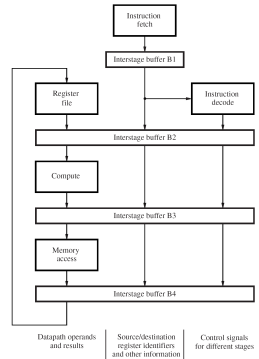 Instruction
fetch
Interstage buffer B1
Register
file
Instruction
decode
Interstage buffer B2
Compute
Interstage buffer B3
Memory
access
Interstage buffer B4
Datapath operands
and results
Source/destination
register identifiers
and other information
Control signals
for different stages